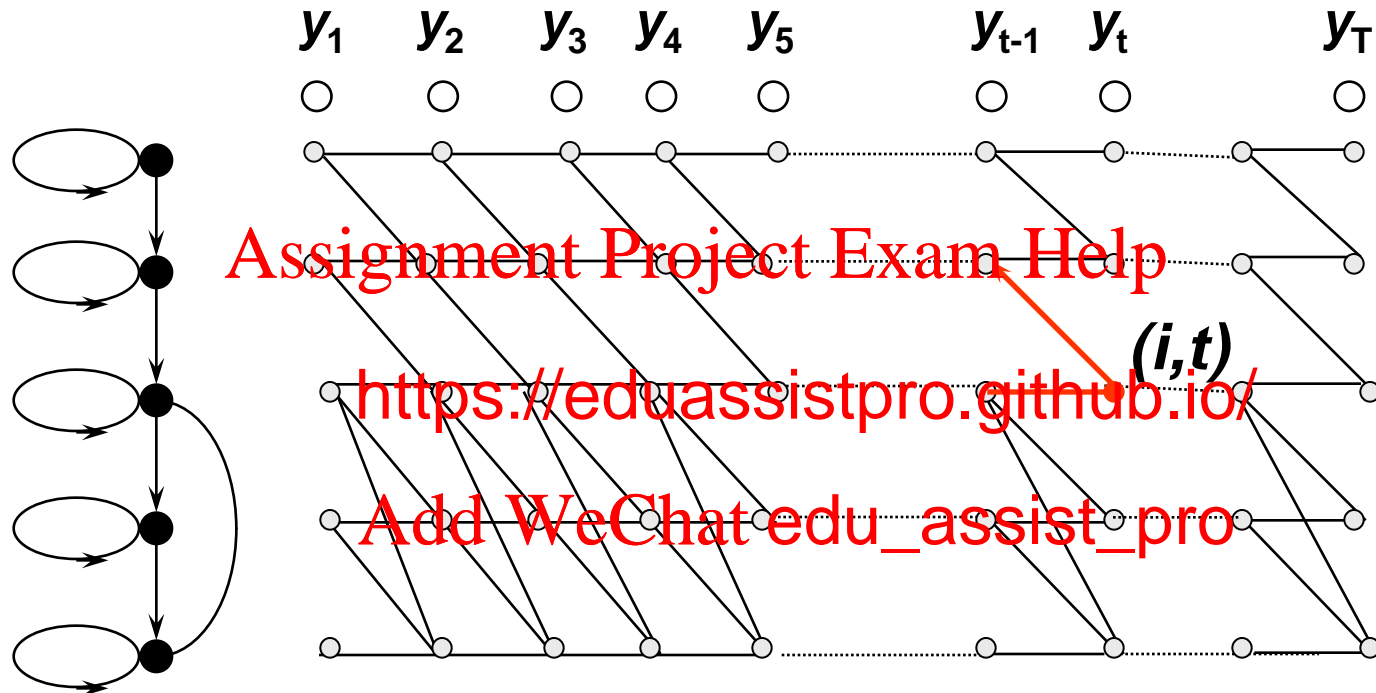 y1 y2 y3 y4 y5 yt-1 yt yT
Assignment Project Exam Help
(i,t)
https://eduassistpro.github.io/
Add WeChat edu_assist_pro